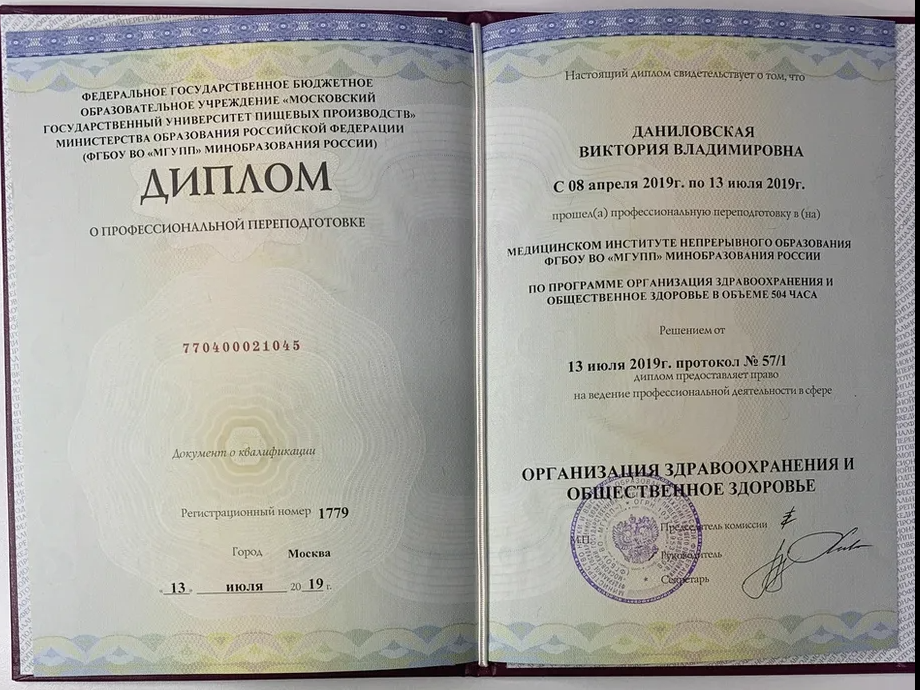 ФЕДЕРАЛЬНОЕ ГОСУДАРСТВЕННОЕ БЮДЖЕТНОЕ
ОБРАЗОВАТЕЛЬНОЕ УЧРЕЖДЕНИЕ «МОСКОВСКИЙ
ГОСУДАРСТВЕННЫЙ УНИВЕРСИТЕТ ПИЩЕВЫХ ПРОИЗВОДСТВ»
МИНИСТЕРСТВА ОБРАЗОВАНИЯ РОССИЙСКОЙ ФЕДЕРАЦИИ
(ФГБОУ ВО «МГУПП» МИНОБРАЗОВАНИЯ РОССИИ)
ДИПЛОМ
О ПРОФЕССИОНАЛЬНОЙ ПЕРЕПОДГОТОВКЕ
770400021045
Документ о квалификации
Регистрационный номер 1779
Город Москва
« 13 » июля 20 19 г.
Настоящий диплом свидетельствует о том, что
ДАНИЛОВСКАЯ
ВИКТОРИЯ ВЛАДИМИРОВНА
С 08 апреля 2019г. по 13 июля 2019г.
прошел(а) профессиональную переподготовку в (на)
МЕДИЦИНСКОМ ИНСТИТУТЕ НЕПРЕРЫВНОГО ОБРАЗОВАНИЯ
ФГБОУ ВО «МГУПП» МИНОБРАЗОВАНИЯ РОССИИ
ПО ПРОГРАММЕ ОРГАНИЗАЦИЯ ЗДРАВООХРАНЕНИЯ И
ОБЩЕСТВЕННОЕ ЗДОРОВЬЕ В ОБЪЕМЕ 504 ЧАСА
Решением от
13 июля 2019г. протокол № 57/1
диплом предоставляет право
на ведение профессиональной деятельности в сфере
ОРГАНИЗАЦИЯ ЗДРАВООХРАНЕНИЯ И
ОБЩЕСТВЕННОЕ ЗДОРОВЬЕ
Председатель комиссии
М.П.
Руководитель
Секретарь